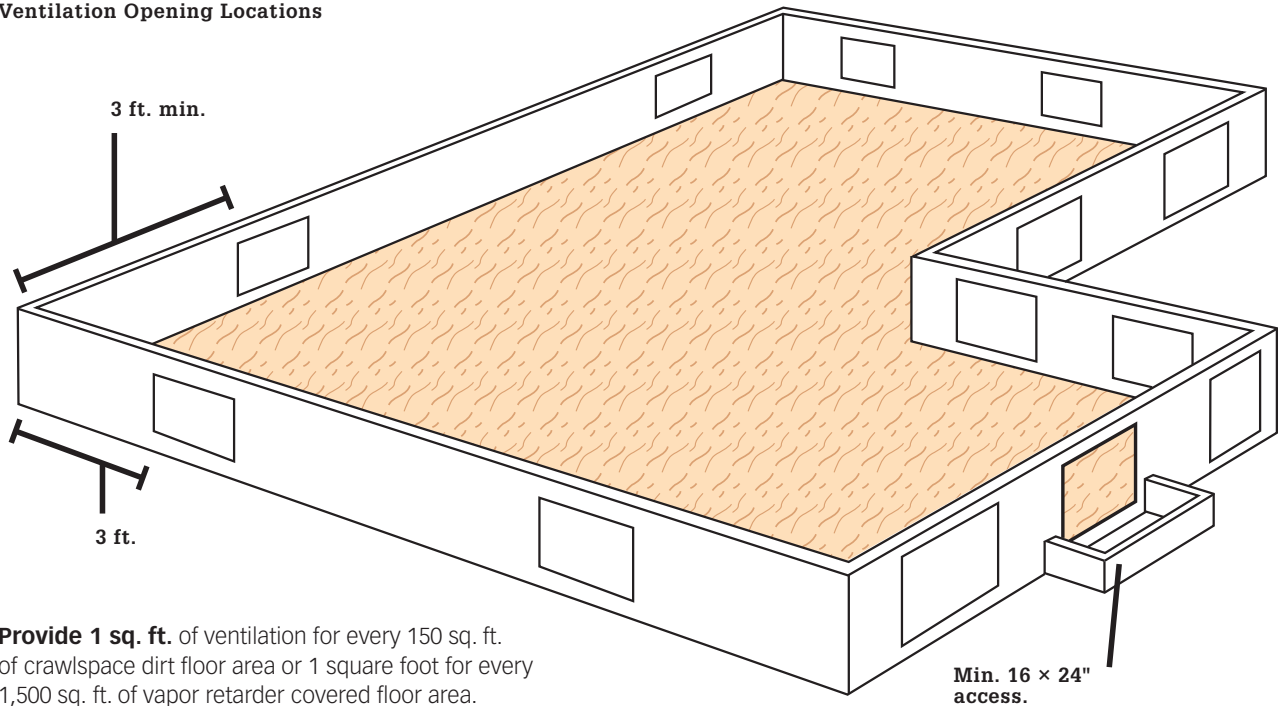 Ventilation Opening Locations
3 ft. min.
3 ft.
Provide 1 sq. ft. of ventilation for every 150 sq. ft.
of crawlspace dirt floor area or 1 square foot for every
1,500 sq. ft. of vapor retarder covered floor area.
Min. 16 × 24"
access.